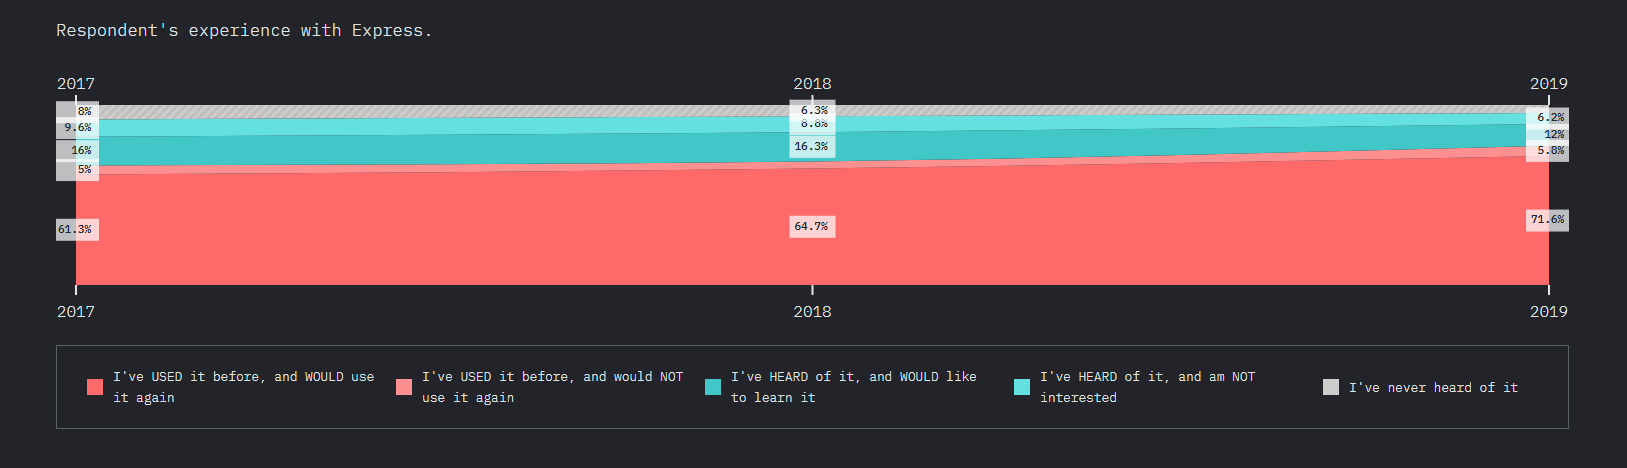 Respondent's experience with Express.
2017 2018 2019
8% 6.3%
9.6% 8.8% 6.2%
16% 16.3% 12%
5% 5.8%
61.3% 64.7% 71.6%
2017 2018 2019
I've USED it before, and WOULD use
it again
I've USED it before, and would NOT
use it again
I've HEARD of it, and WOULD like
to learn it
I've HEARD of it, and am NOT
interested
I've never heard of it